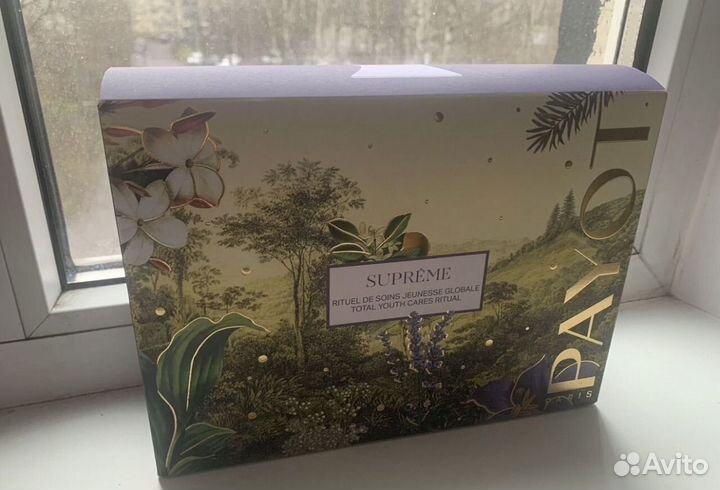 SUPRÊME
RITUEL DE SOINS JEUNESSE GLOBALE
TOTAL YOUTH CARES RITUAL
PAYOT
PARIS
Avito